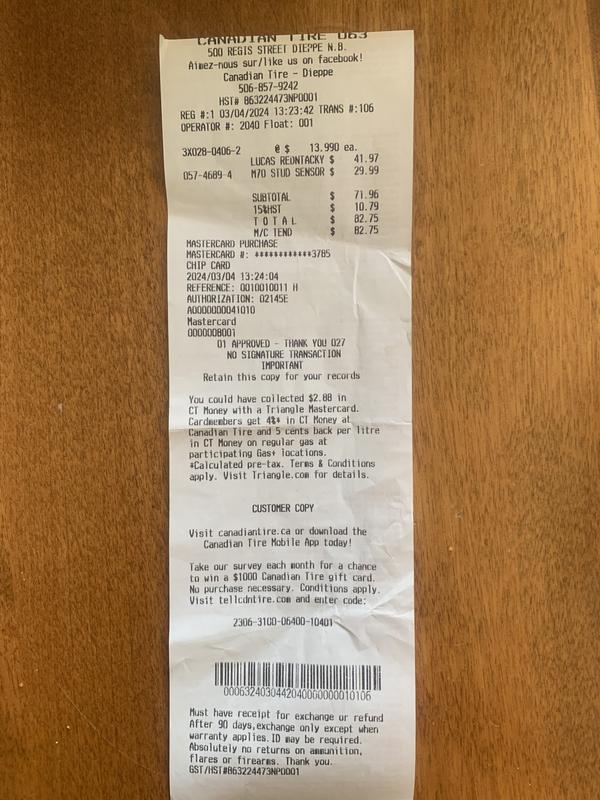 CANADIAN TIRE 063
500 REGIS STREET DIEPPE N.B.
Aimez-nous sur/like us on facebook!
Canadian Tire - Dieppe
506-857-9242
HST# 863224473NP0001
REG #:1 03/04/2024 13:23:42 TRANS #:106
OPERATOR #: 2040 Float: 001
3X028-0406-2 @ $ 13.990 ea.
LUCAS REDNTACKY $ 41.97
057-4689-4 M70 STUD SENSOR $ 29.99
SUBTOTAL $ 71.96
15%HST $ 10.79
T O T A L $ 82.75
M/C TEND $ 82.75
MASTERCARD PURCHASE
MASTERCARD #: ************3785
CHIP CARD
2024/03/04 13:24:04
REFERENCE: 0010010011 H
AUTHORIZATION: 02145E
A0000000041010
Mastercard
0000008001
01 APPROVED - THANK YOU 027
NO SIGNATURE TRANSACTION
IMPORTANT
Retain this copy for your records
You could have collected $2.88 in
CT Money with a Triangle Mastercard.
Cardmembers get 4%* in CT Money at
Canadian Tire and 5 cents back per litre
in CT Money on regular gas at
participating Gas+ locations.
*Calculated pre-tax. Terms & Conditions
apply. Visit Triangle.com for details.
CUSTOMER COPY
Visit canadiantire.ca or download the
Canadian Tire Mobile App today!
Take our survey each month for a chance
to win a $1000 Canadian Tire gift card.
No purchase necessary. Conditions apply.
Visit tellcdntire.com and enter code:
2306-3100-06400-10401
00063240304420400000000010106
Must have receipt for exchange or refund
After 90 days,exchange only except when
warranty applies.ID may be required.
Absolutely no returns on ammunition,
flares or firearms. Thank you.
GST/HST#863224473NP0001